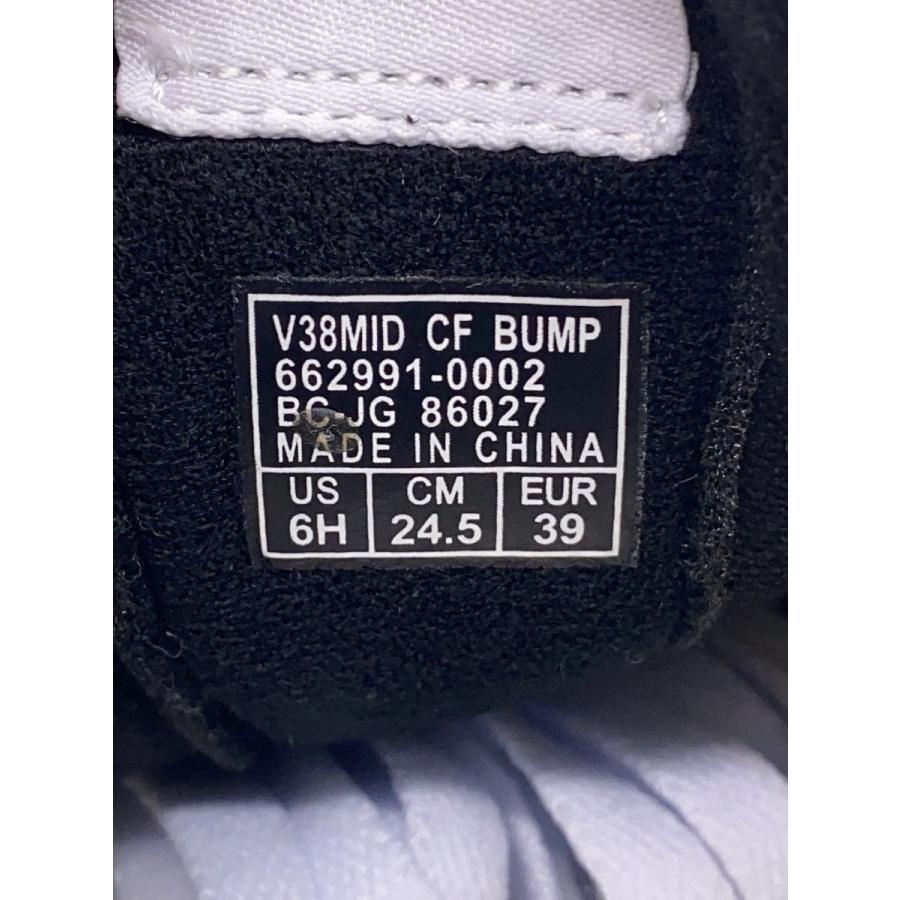 V38MID CF BUMP
662991-0002
BC-JG 86027
MADE IN CHINA
US CM EUR
6H 24.5 39